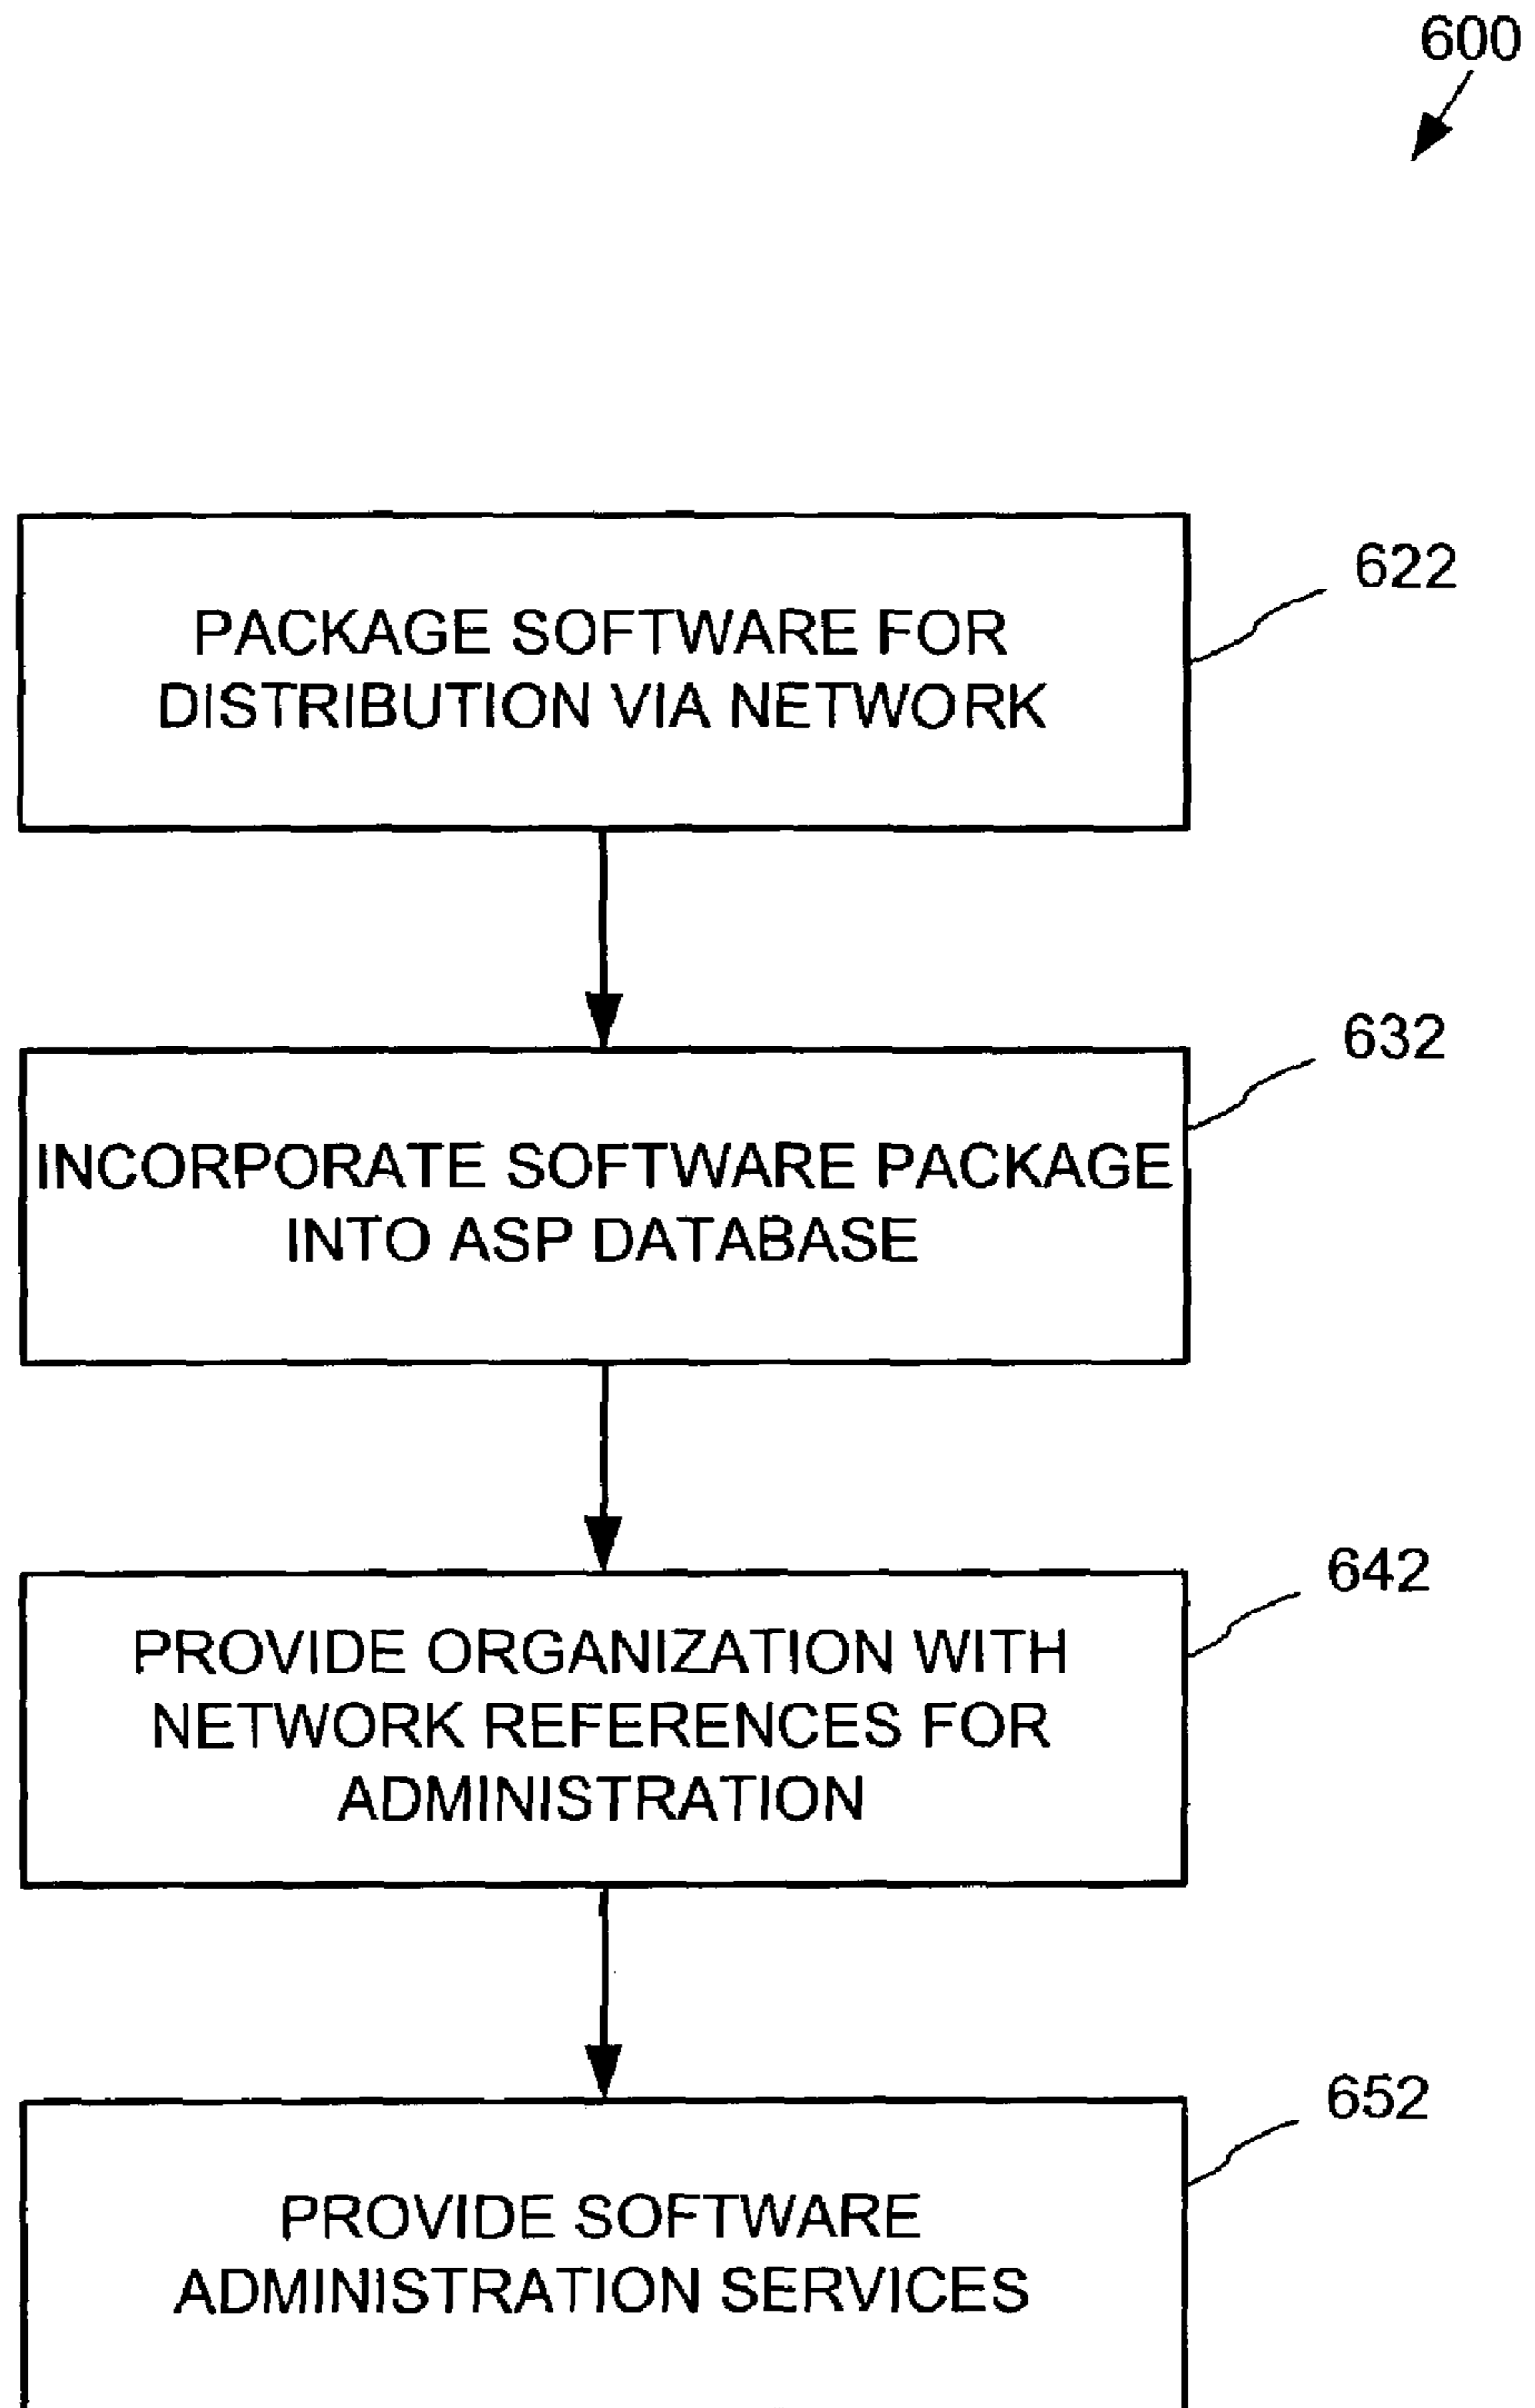 600
PACKAGE SOFTWARE FOR
DISTRIBUTION VIA NETWORK
622
INCORPORATE SOFTWARE PACKAGE
INTO ASP DATABASE
632
PROVIDE ORGANIZATION WITH
NETWORK REFERENCES FOR
ADMINISTRATION
642
PROVIDE SOFTWARE
ADMINISTRATION SERVICES
652